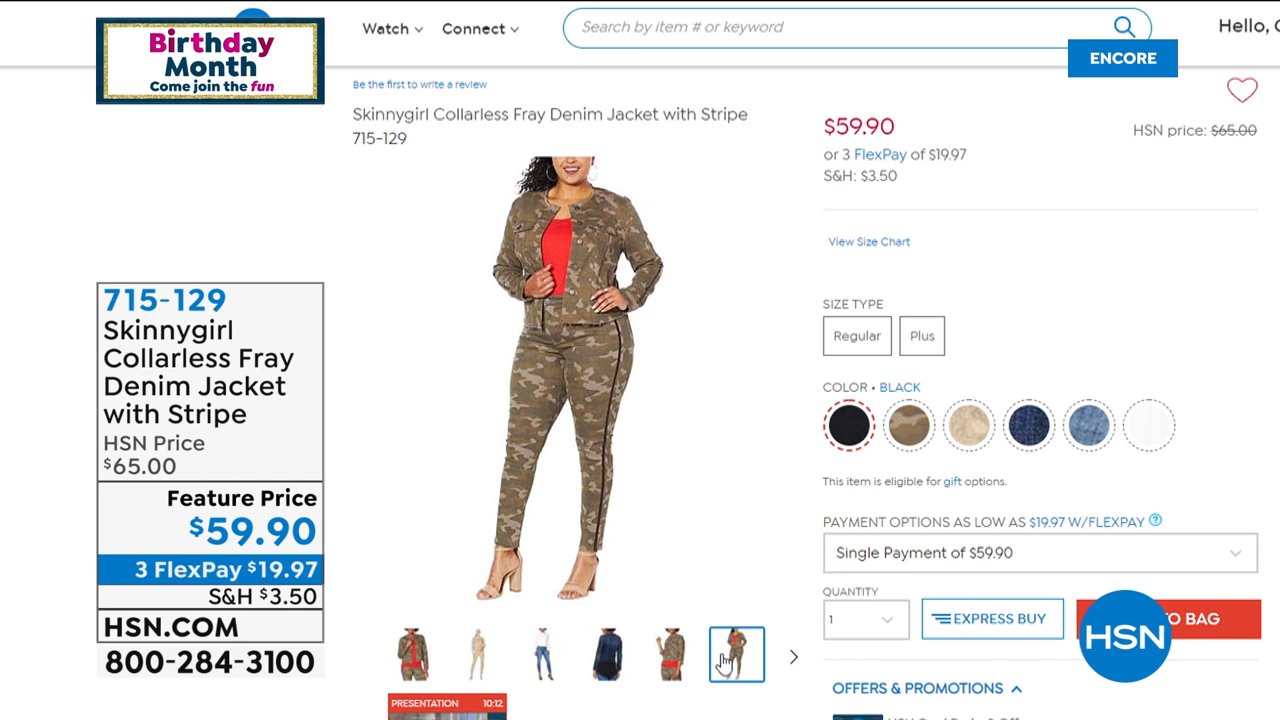 Birthday
Month
Come join the fun
Watch
Connect
Search by item # or keyword
Hello,
ENCORE
Be the first to write a review
Skinnygirl Collarless Fray Denim Jacket with Stripe
715-129
$59.90
HSN price: $65.00
or 3 FlexPay of $19.97
S&H: $3.50
View Size Chart
SIZE TYPE
Regular
Plus
COLOR • BLACK
This item is eligible for gift options.
PAYMENT OPTIONS AS LOW AS $19.97 W/FLEXPAY ?
Single Payment of $59.90
QUANTITY
1
EXPRESS BUY
TO BAG
HSN
OFFERS & PROMOTIONS
715-129
Skinnygirl
Collarless Fray
Denim Jacket
with Stripe
HSN Price
$65.00
Feature Price
$59.90
3 FlexPay $19.97
S&H $3.50
HSN.COM
800-284-3100
PRESENTATION 10:12